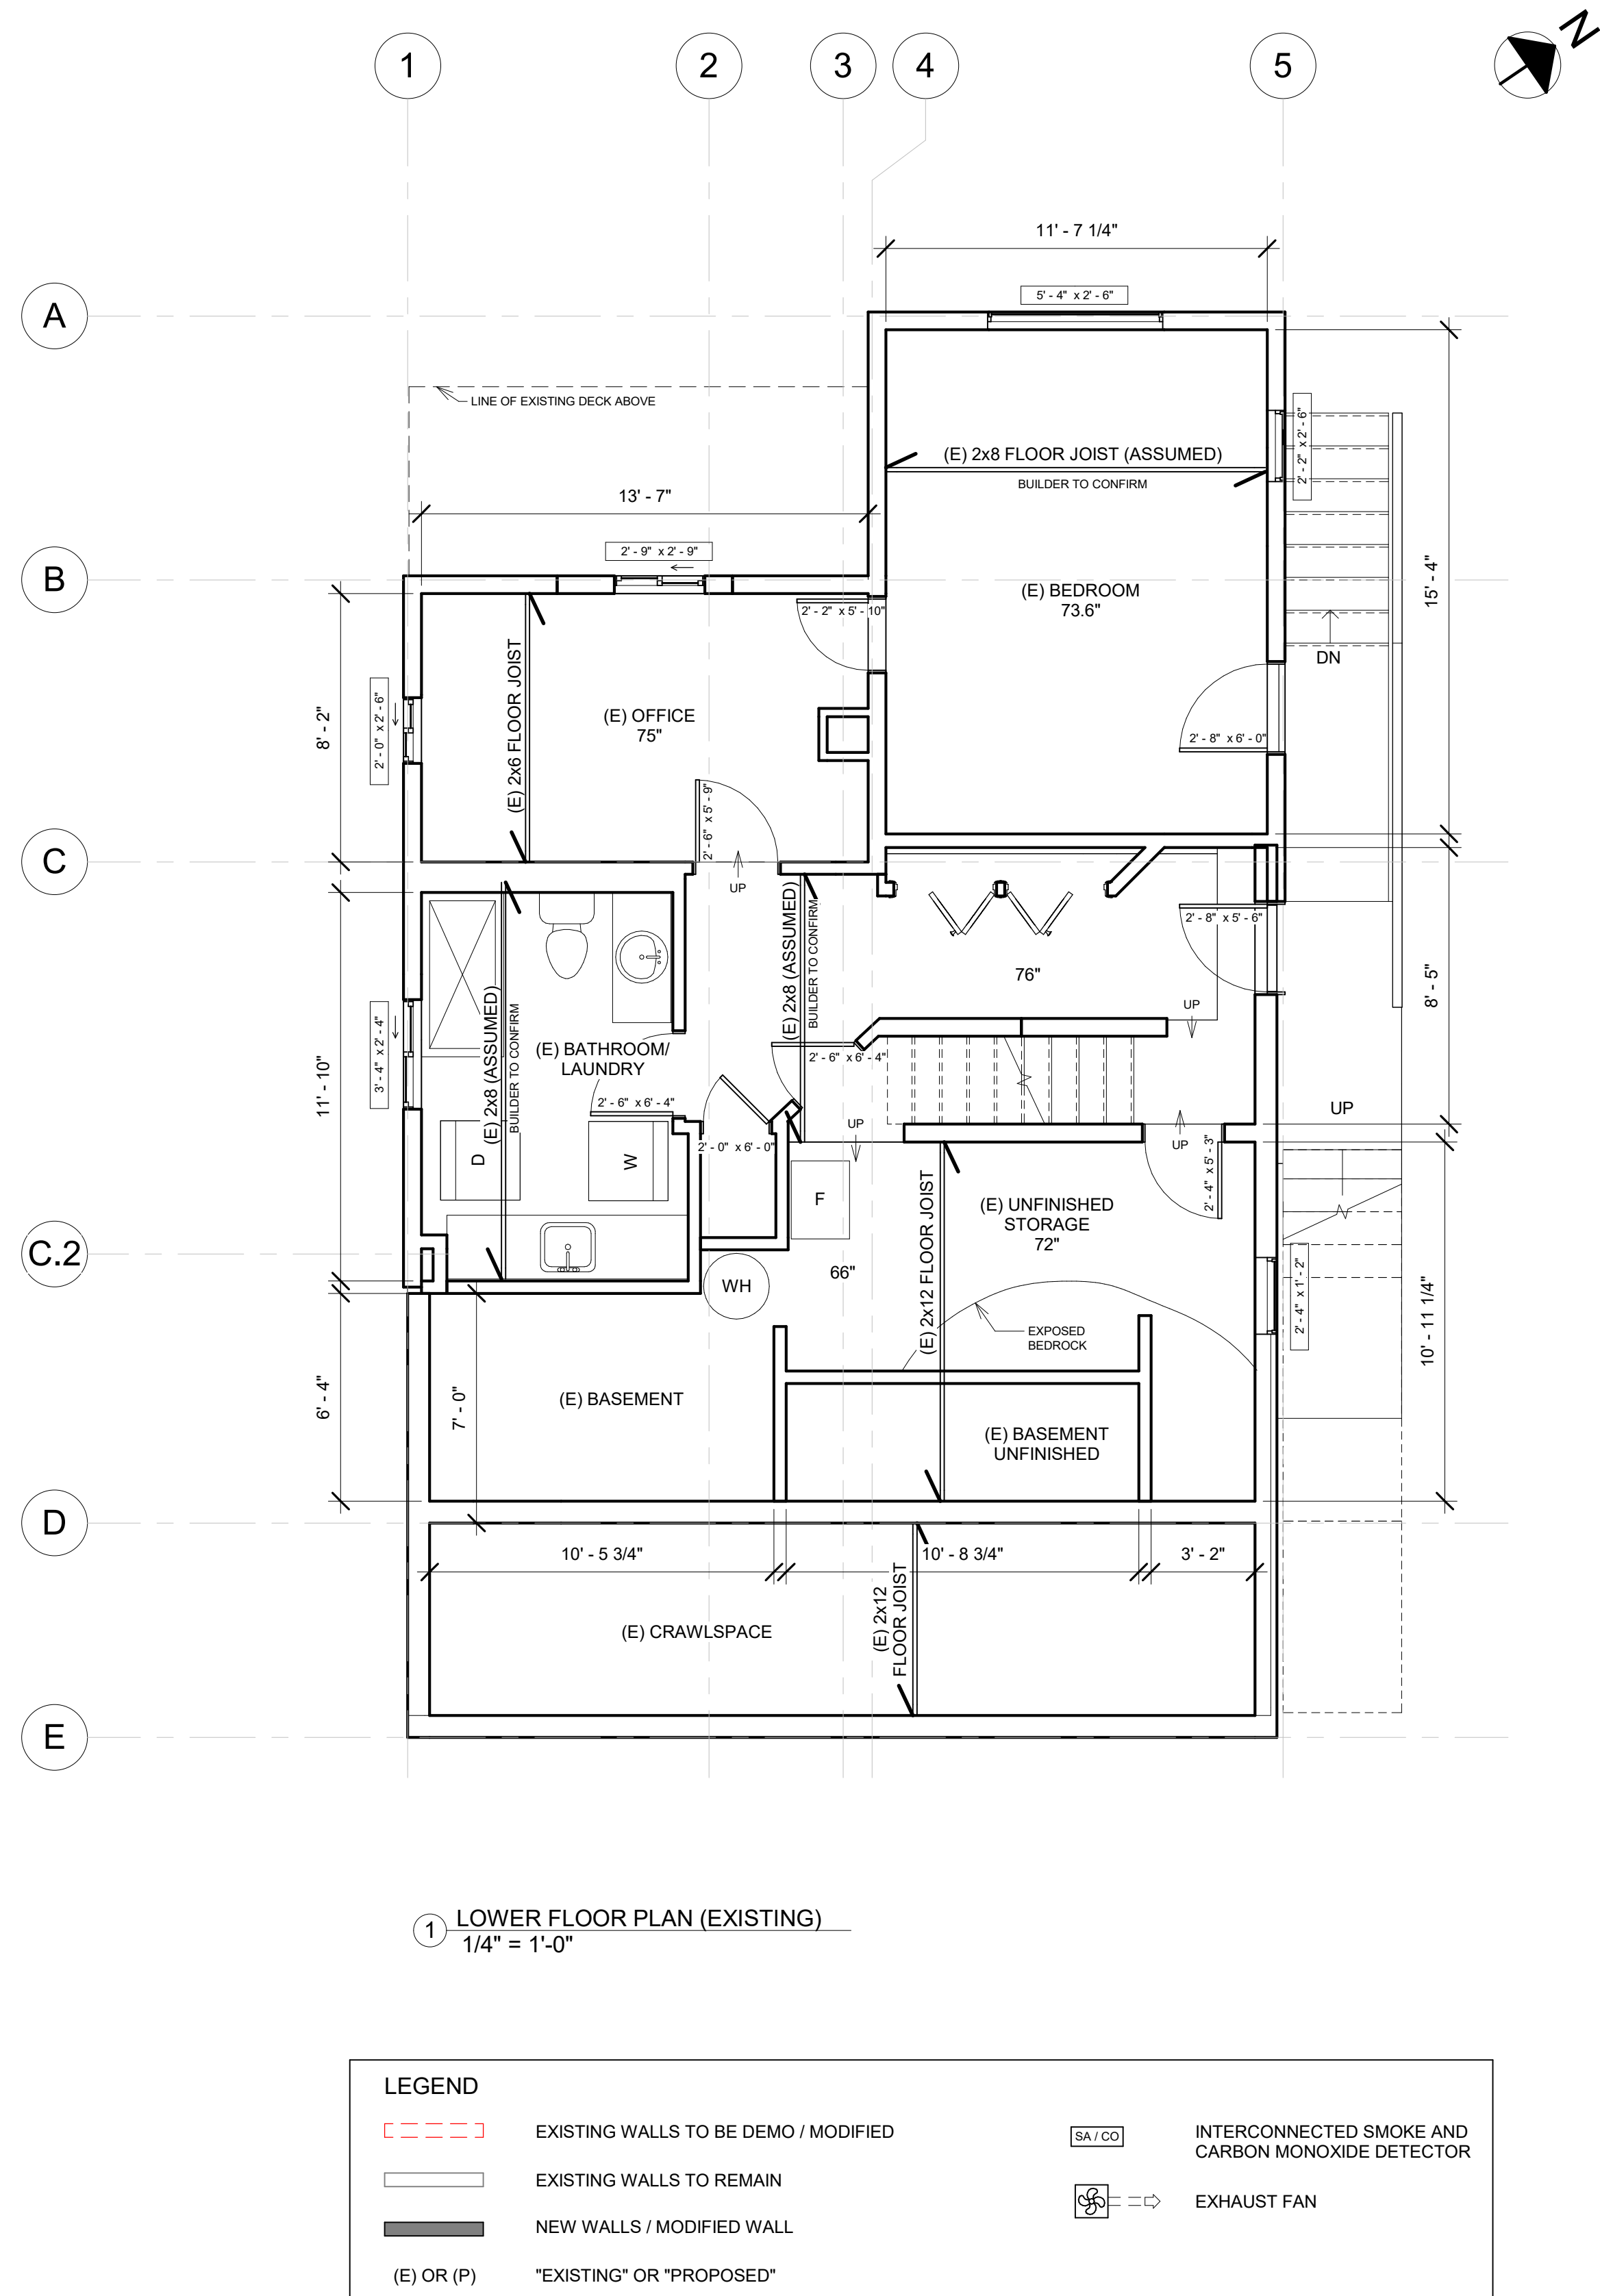 N
1
2
3
4
5
11' - 7 1/4"
5' - 4" x 2' - 6"
A
LINE OF EXISTING DECK ABOVE
2' - 2" x 2' - 6"
(E) 2x8 FLOOR JOIST (ASSUMED)
BUILDER TO CONFIRM
13' - 7"
2' - 9" x 2' - 9"
B
(E) BEDROOM
73.6"
15' - 4"
2' - 2" x 5' - 10"
DN
(E) 2x6 FLOOR JOIST
(E) OFFICE
75"
8' - 2"
2' - 0" x 2' - 6"
2' - 8" x 6' - 0"
2' - 6" x 5' - 9"
C
UP
(E) 2x8 (ASSUMED)
BUILDER TO CONFIRM
2' - 8" x 5' - 6"
76"
8' - 5"
UP
(E) 2x8 (ASSUMED)
BUILDER TO CONFIRM
(E) BATHROOM/
LAUNDRY
2' - 6" x 6' - 4"
3' - 4" x 2' - 4"
11' - 10"
2' - 6" x 6' - 4"
UP
UP
UP
2' - 0" x 6' - 0"
2' - 4" x 5' - 3"
D
W
F
(E) 2x12 FLOOR JOIST
(E) UNFINISHED
STORAGE
72"
C.2
66"
WH
2' - 4" x 1' - 2"
10' - 11 1/4"
EXPOSED
BEDROCK
6' - 4"
7' - 0"
(E) BASEMENT
(E) BASEMENT
UNFINISHED
D
10' - 5 3/4"
10' - 8 3/4"
3' - 2"
(E) 2x12
FLOOR JOIST
(E) CRAWLSPACE
E
1
LOWER FLOOR PLAN (EXISTING)
1/4" = 1'-0"
LEGEND
EXISTING WALLS TO BE DEMO / MODIFIED
EXISTING WALLS TO REMAIN
NEW WALLS / MODIFIED WALL
(E) OR (P)
"EXISTING" OR "PROPOSED"
SA / CO
INTERCONNECTED SMOKE AND
CARBON MONOXIDE DETECTOR
EXHAUST FAN